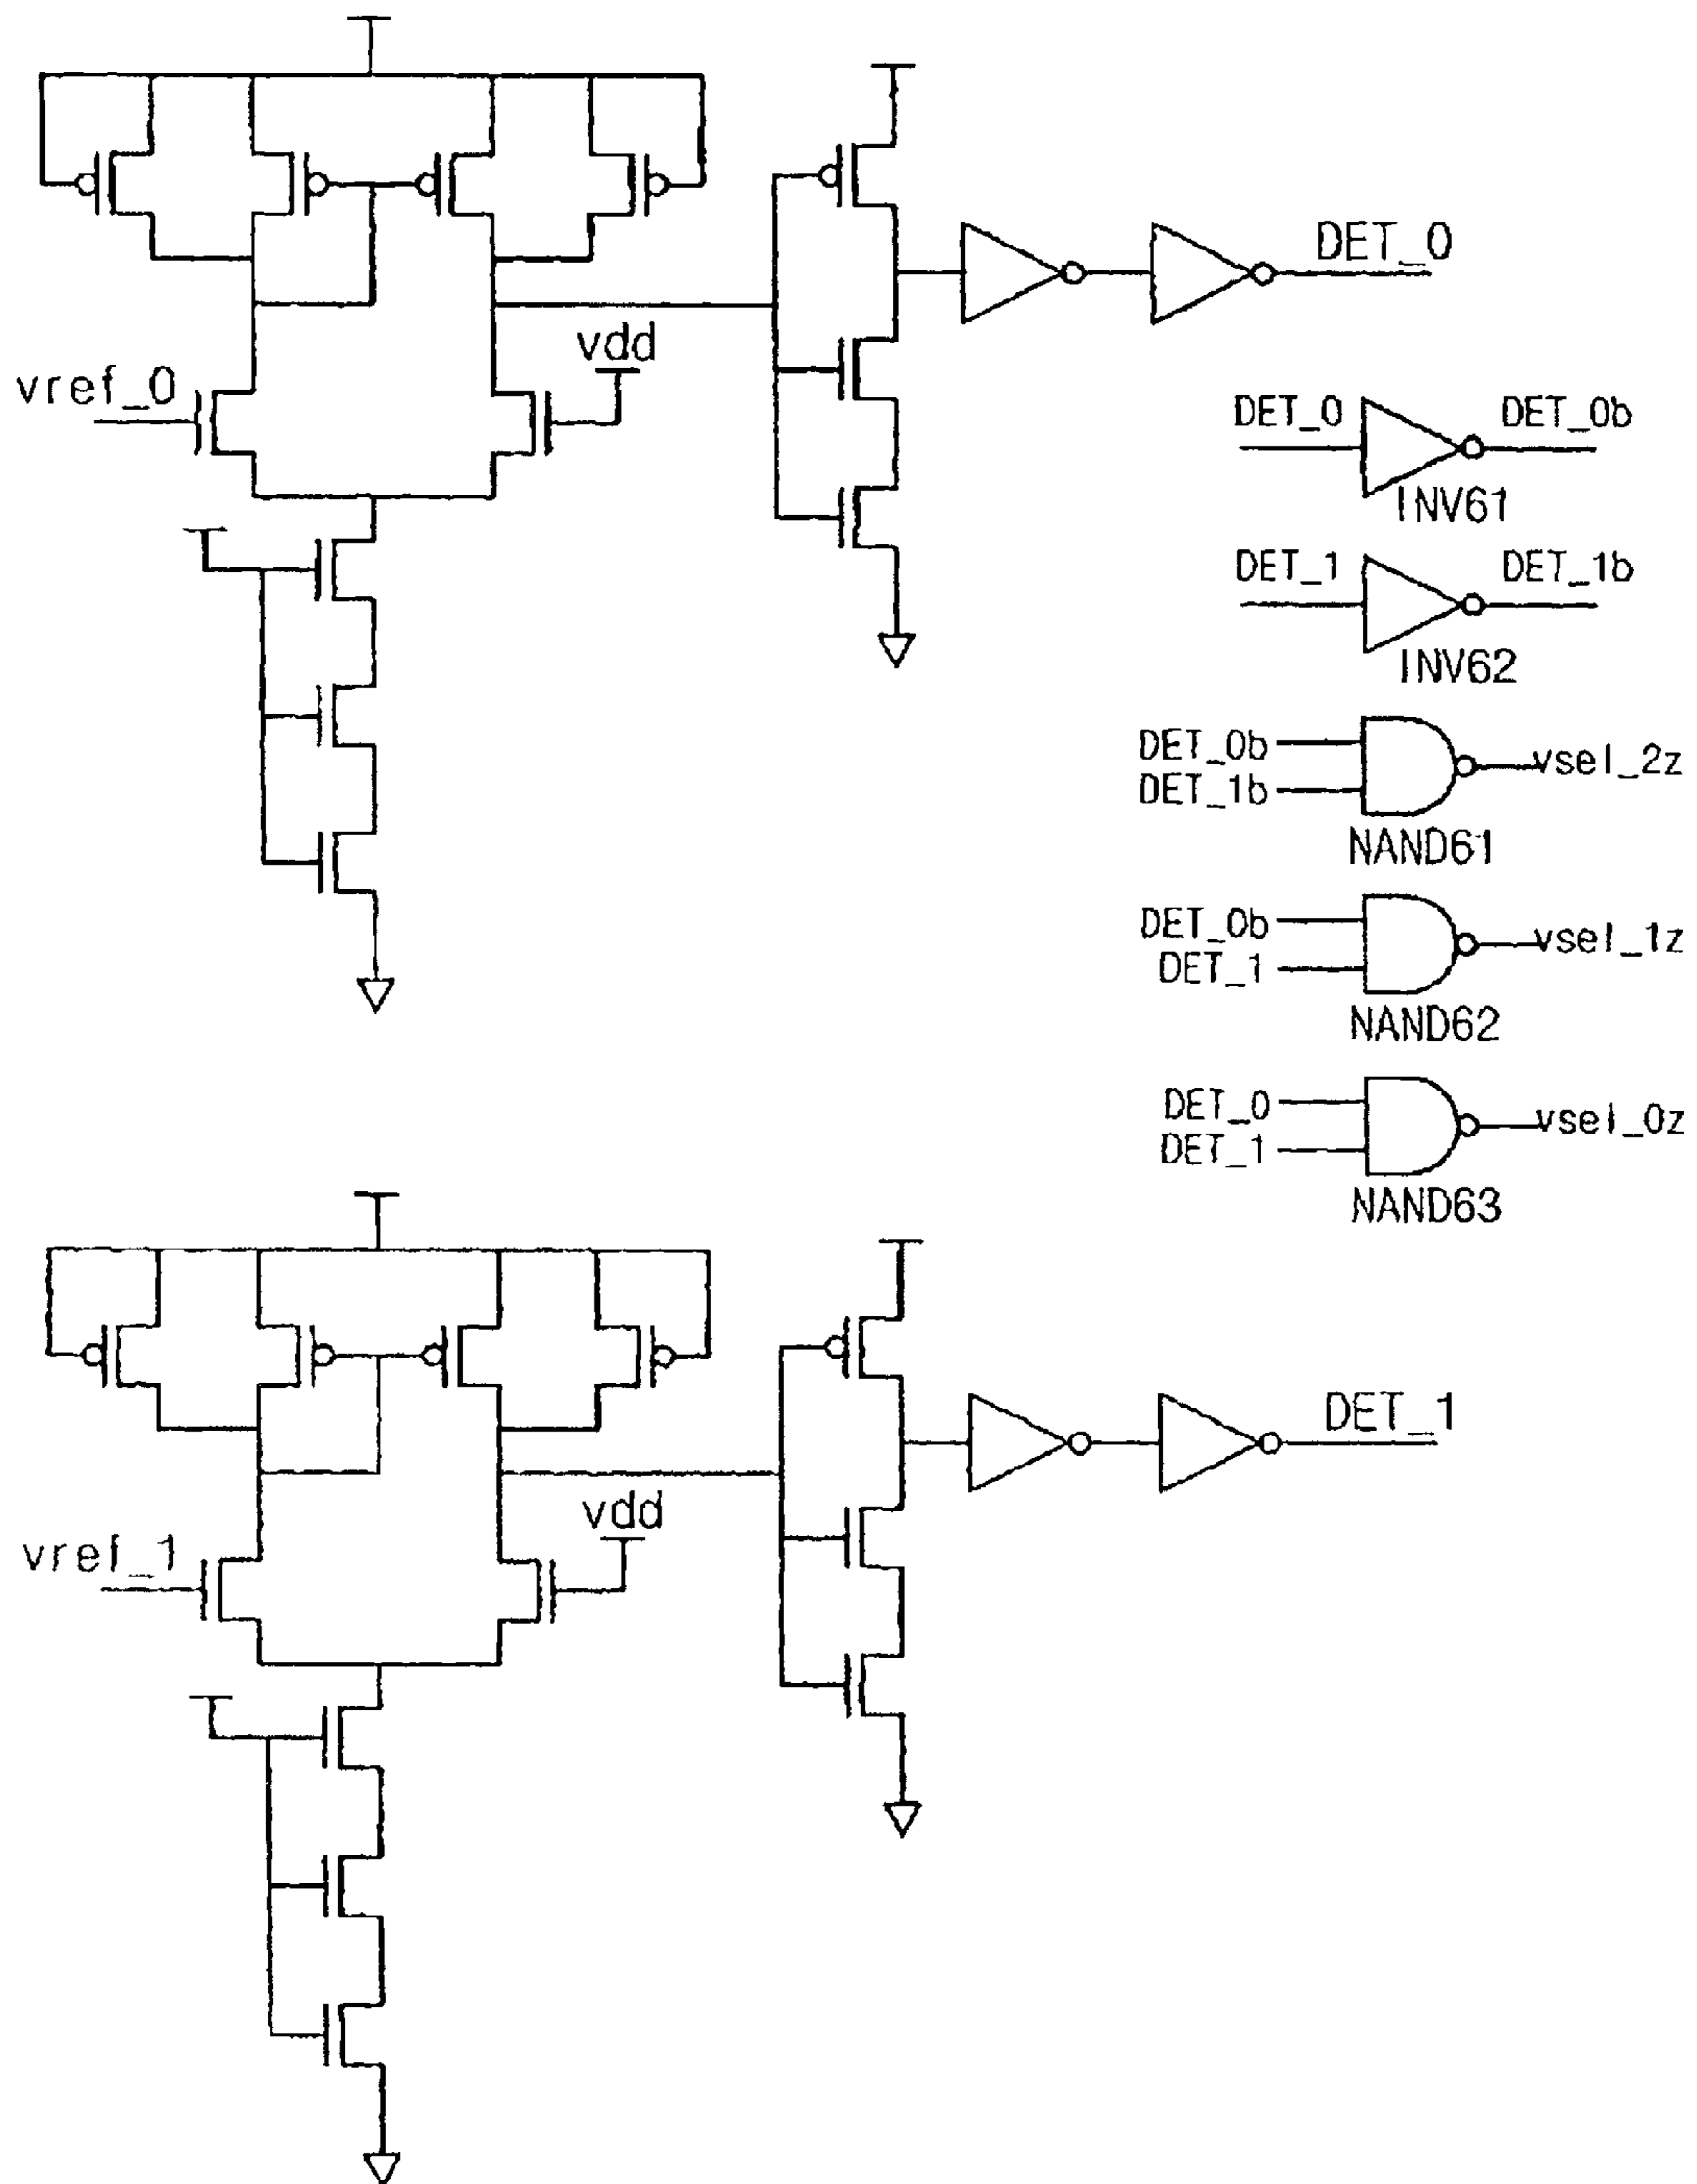 DET_0
vdd
vref_0
DET_0 DET_0b
INV61
DET_1 DET_1b
INV62
DET_0b
DET_1b
vsel_2z
NAND61
DET_0b
DET_1
vsel_1z
NAND62
DET_0
DET_1
vsel_0z
NAND63
DET_1
vdd
vref_1